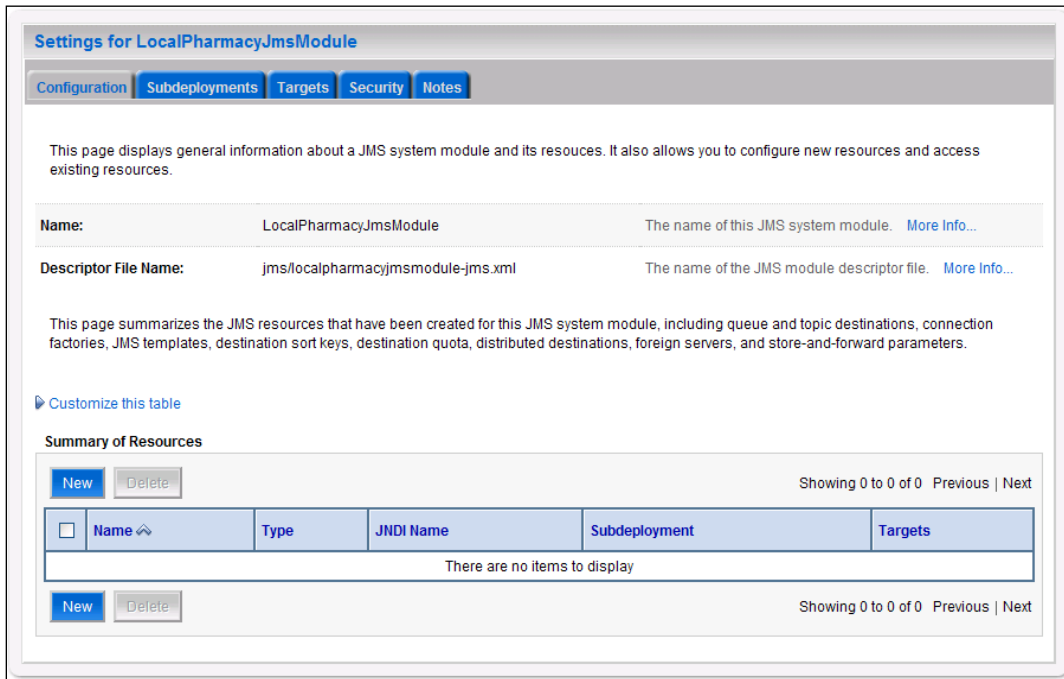 Settings for LocalPharmacyJmsModule
Configuration Subdeployments Targets Security Notes
This page displays general information about a JMS system module and its resouces. It also allows you to configure new resources and access
existing resources.
Name: LocalPharmacyJmsModule The name of this JMS system module. More Info...
Descriptor File Name: jms/localpharmacyjmsmodule-jms.xml The name of the JMS module descriptor file. More Info...
This page summarizes the JMS resources that have been created for this JMS system module, including queue and topic destinations, connection
factories, JMS templates, destination sort keys, destination quota, distributed destinations, foreign servers, and store-and-forward parameters.
Customize this table
Summary of Resources
New Delete Showing 0 to 0 of 0 Previous | Next
Name Type JNDI Name Subdeployment Targets
There are no items to display
New Delete Showing 0 to 0 of 0 Previous | Next